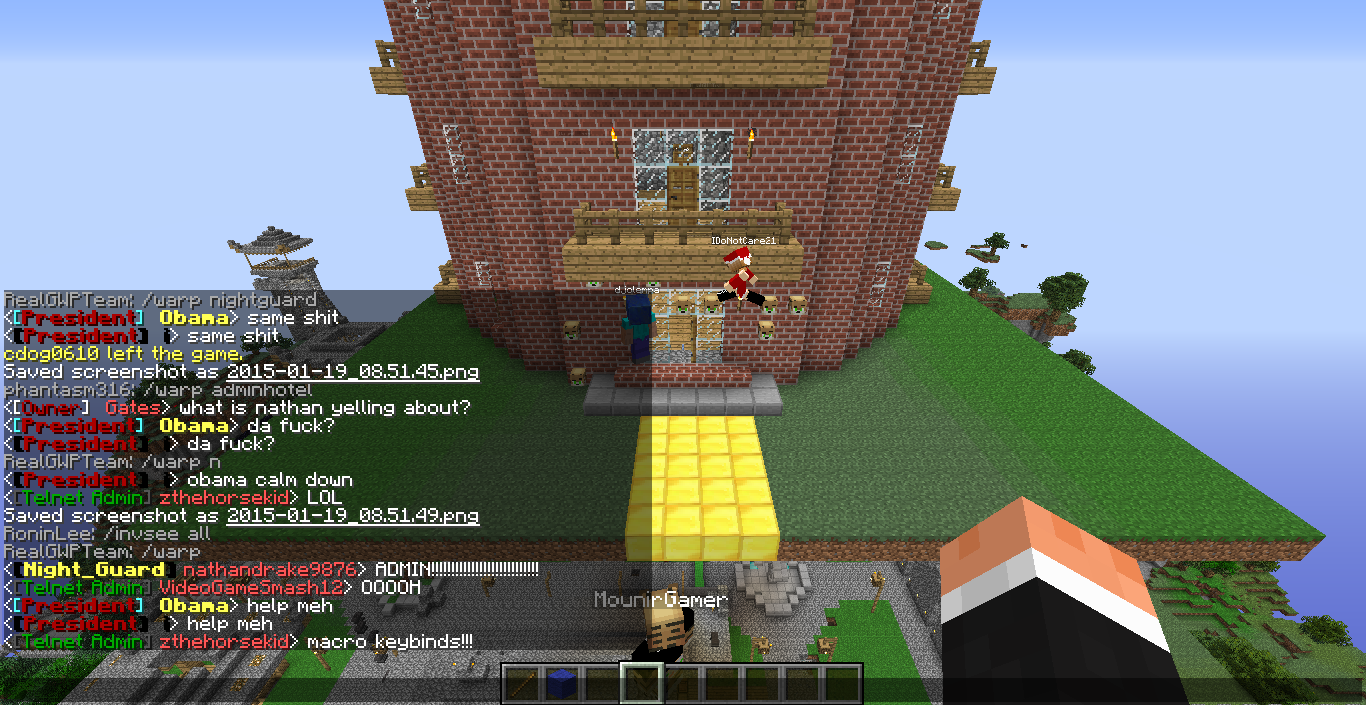 IDoNotCare21
RealGWPTeam: /warp nightguard
<[President] Obama> same shit
<[President] > same shit
cdog0610 left the game.
Saved screenshot as 2015-01-19_08.51.45.png
phantasm316: /warp adminhotel
<[Owner] Gates> what is nathan yelling about?
<[President] Obama> da fuck?
<[President] > da fuck?
RealGWPTeam: /warp n
<[President] > obama calm down
<[Telnet Admin] zthehorsekid> LOL
Saved screenshot as 2015-01-19_08.51.49.png
RoninLee: /invsee all
RealGWPTeam: /warp
< Night_Guard nathandrake9876> ADMIN!!!!!!!!!!!!!!!!!!!!!!!!!!!
<[Telnet Admin] VideoGameSmash12> OOOOH
<[President] Obama> help meh
<[President] > help meh
<[Telnet Admin] zthehorsekid> macro keybinds!!!
MounirGamer